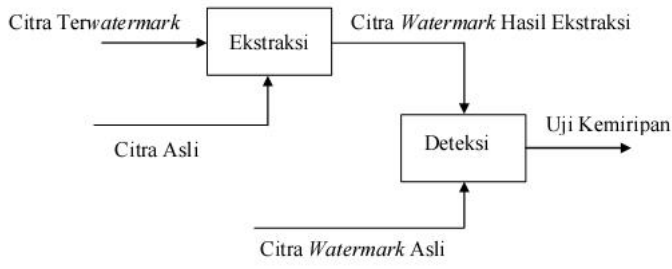 Citra Terwatermark
Ekstraksi
Citra Watermark Hasil Ekstraksi
Citra Asli
Deteksi
Uji Kemiripan
Citra Watermark Asli